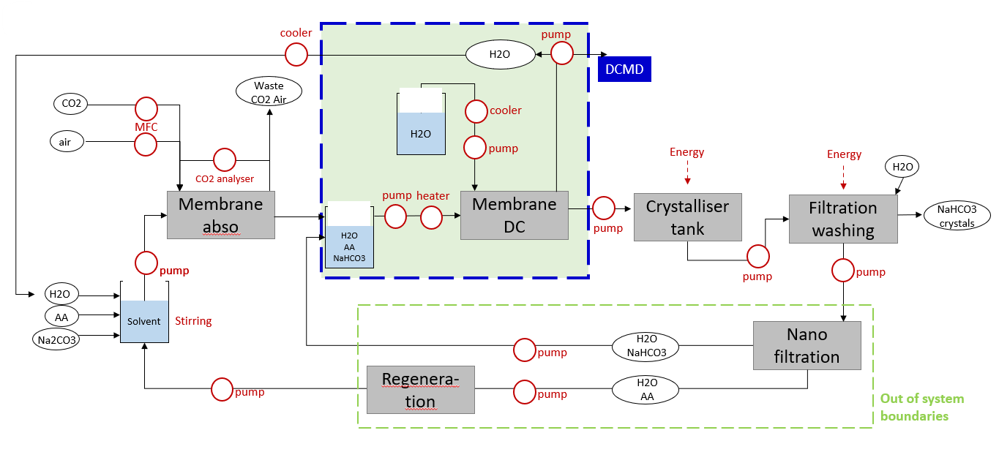 cooler
pump
H2O
DCMD
Waste
CO2 Air
CO2
MFC
air
CO2 analyser
cooler
H2O
pump
Energy
Energy
H2O
Membrane
abso
pump heater
Membrane
DC
pump
Crystalliser
tank
Filtration
washing
NaHCO3
crystals
H2O
AA
NaHCO3
pump
pump
pump
H2O
AA
Na2CO3
Solvent
Stirring
H2O
NaHCO3
pump
Nano
filtration
Regenera-
tion
pump
pump
H2O
AA
Out of system
boundaries